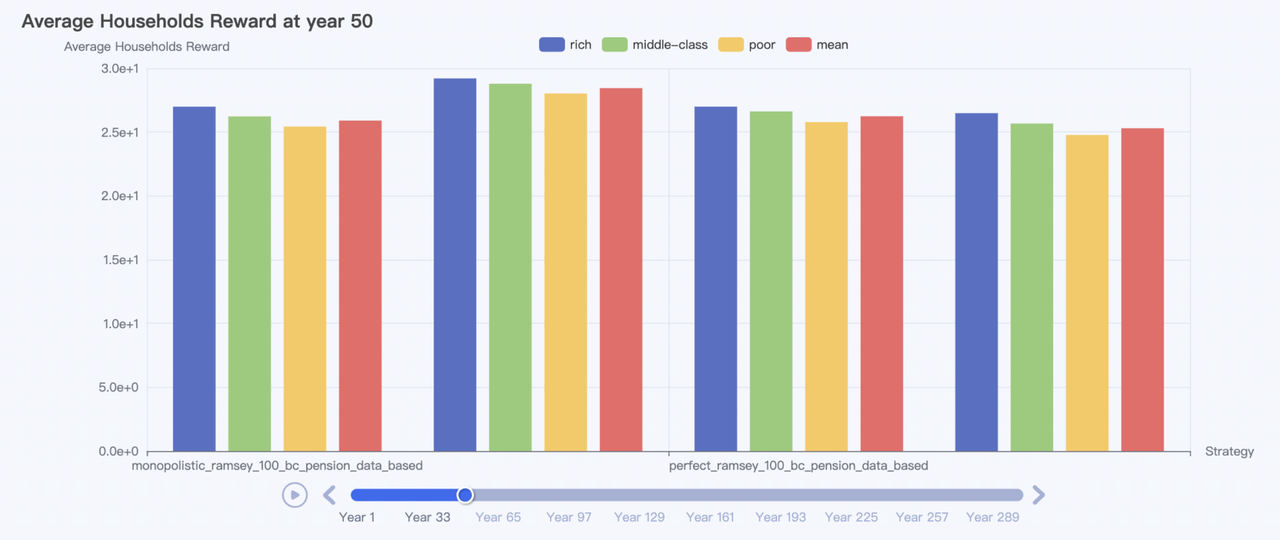 Average Households Reward at year 50
Average Households Reward
rich middle-class poor mean
3.0e+1
2.5e+1
2.0e+1
1.5e+1
1.0e+1
5.0e+0
0.0e+0
monopolistic_ramsey_100_bc_pension_data_based perfect_ramsey_100_bc_pension_data_based Strategy
Year 1 Year 33 Year 65 Year 97 Year 129 Year 161 Year 193 Year 225 Year 257 Year 289